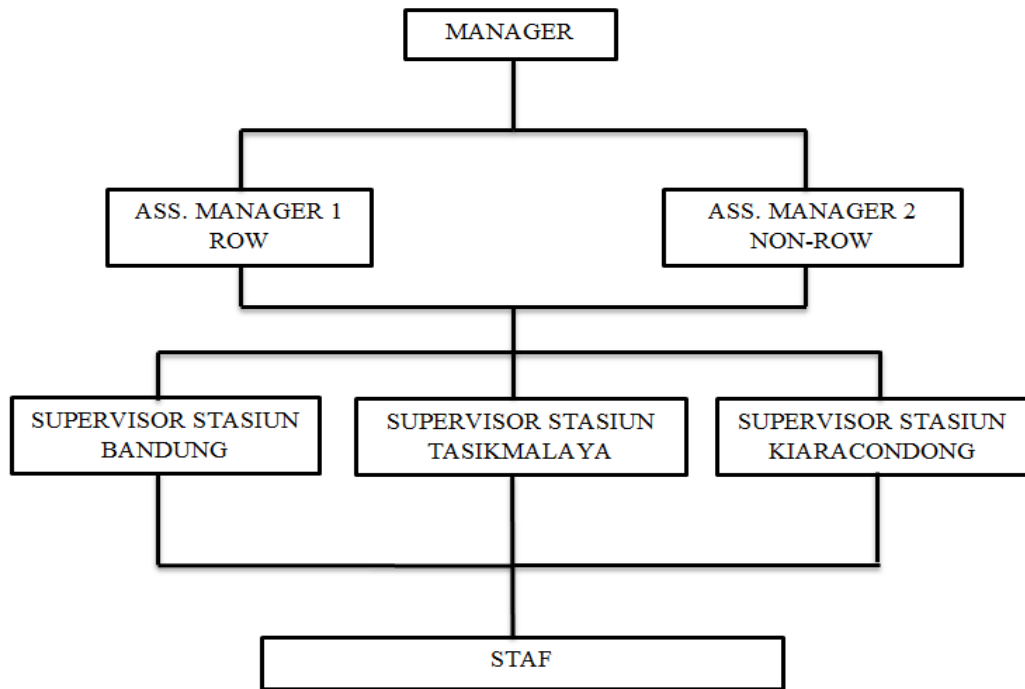 MANAGER
ASS. MANAGER 1
ROW
ASS. MANAGER 2
NON-ROW
SUPERVISOR STASIUN
BANDUNG
SUPERVISOR STASIUN
TASIKMALAYA
SUPERVISOR STASIUN
KIARACONDONG
STAF